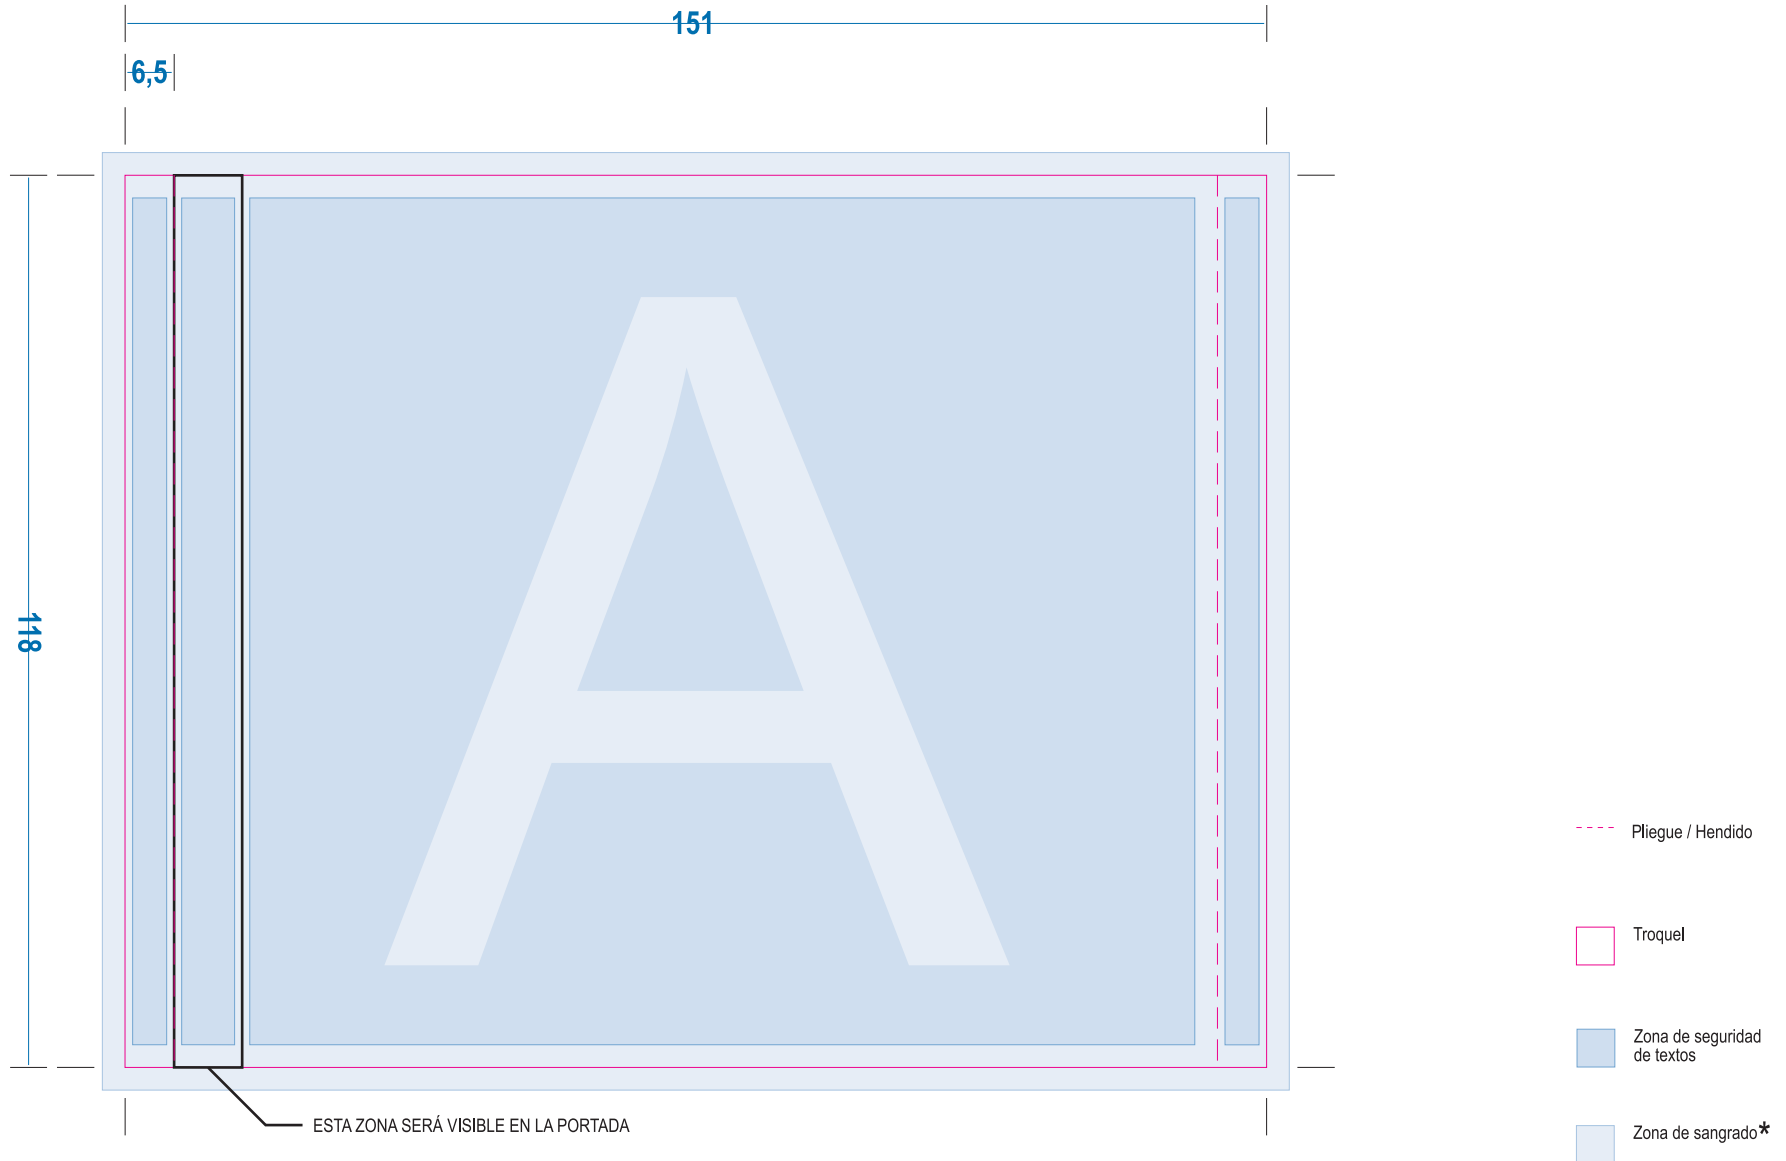 151
6,5
118
A
ESTA ZONA SERÁ VISIBLE EN LA PORTADA
Pliegue / Hendido
Troquel
Zona de seguridad
de textos
Zona de sangrado*